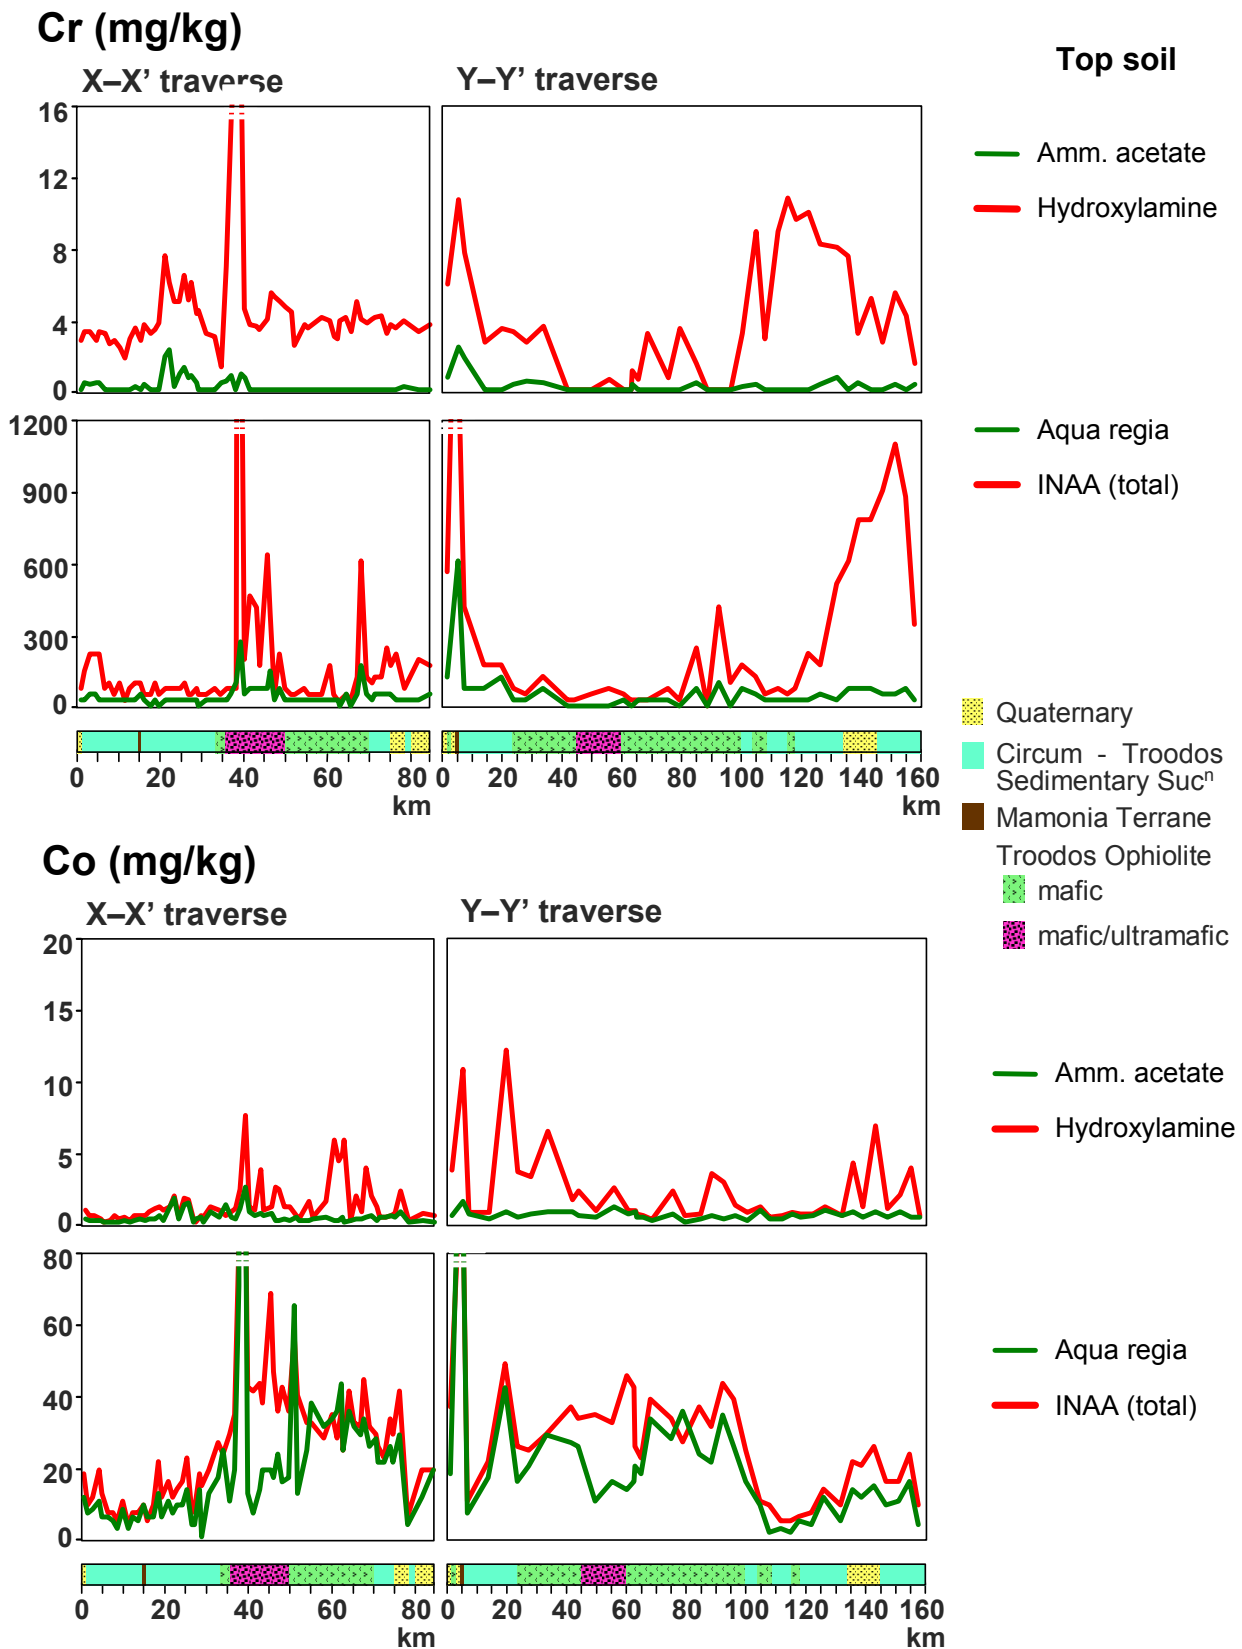 Cr (mg/kg)
X–X' traverse
Y–Y' traverse
Top soil
16
12
8
4
0
Amm. acetate
Hydroxylamine
1200
900
600
300
0
Aqua regia
INAA (total)
0 20 40 60 80
km
0 20 40 60 80 100 120 140 160
km
Quaternary
Circum - Troodos
Sedimentary Sucⁿ
Mamonia Terrane
Troodos Ophiolite
mafic
mafic/ultramafic
Co (mg/kg)
X–X' traverse
Y–Y' traverse
20
15
10
5
0
Amm. acetate
Hydroxylamine
80
60
40
20
0
Aqua regia
INAA (total)
0 20 40 60 80
km
0 20 40 60 80 100 120 140 160
km